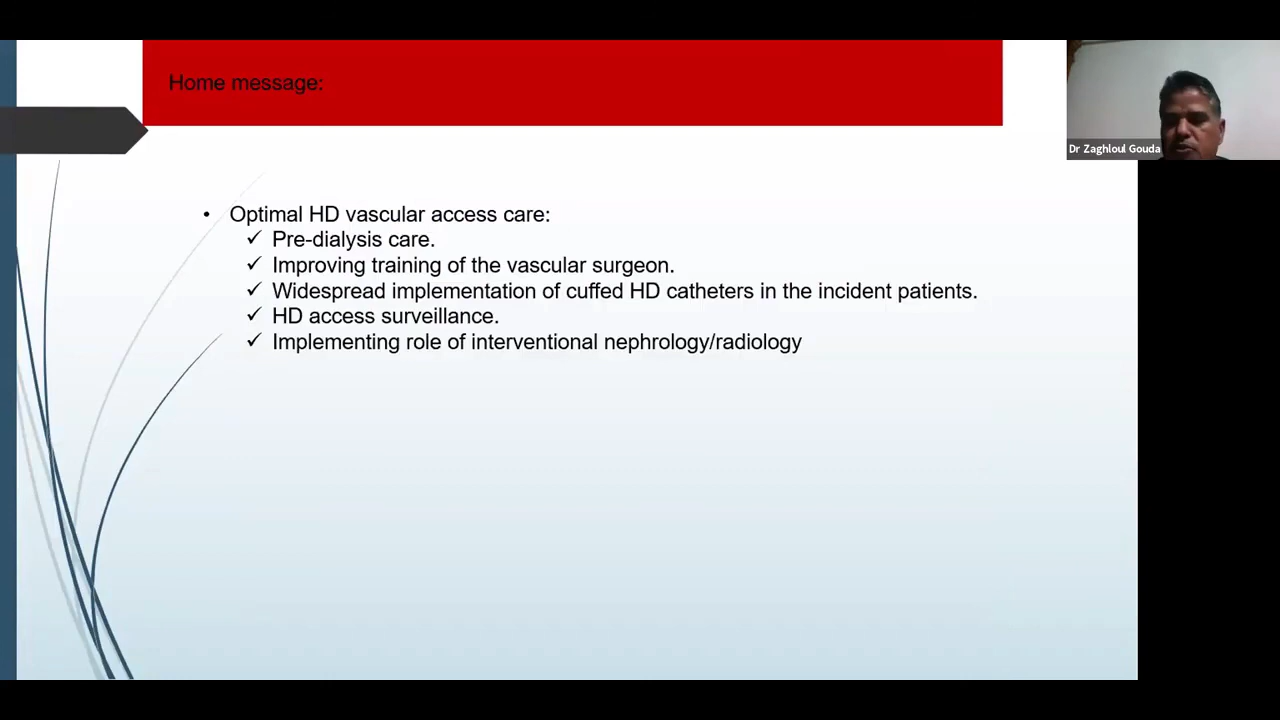 Home message:
Dr Zaghloul Gouda
• Optimal HD vascular access care:
✓ Pre-dialysis care.
✓ Improving training of the vascular surgeon.
✓ Widespread implementation of cuffed HD catheters in the incident patients.
✓ HD access surveillance.
✓ Implementing role of interventional nephrology/radiology